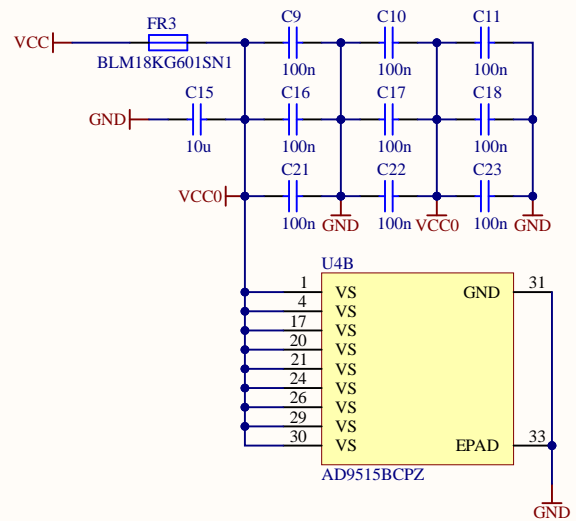 FR3 C9 C10 C11
VCC
BLM18KG601SN1 100n 100n 100n
C15 C16 C17 C18
GND
10u 100n 100n 100n
C21 C22 C23
VCC0
100n GND 100n VCC0 100n GND
U4B
1 VS GND 31
4 VS
17 VS
20 VS
21 VS
24 VS
26 VS
29 VS
30 VS EPAD 33
AD9515BCPZ
GND